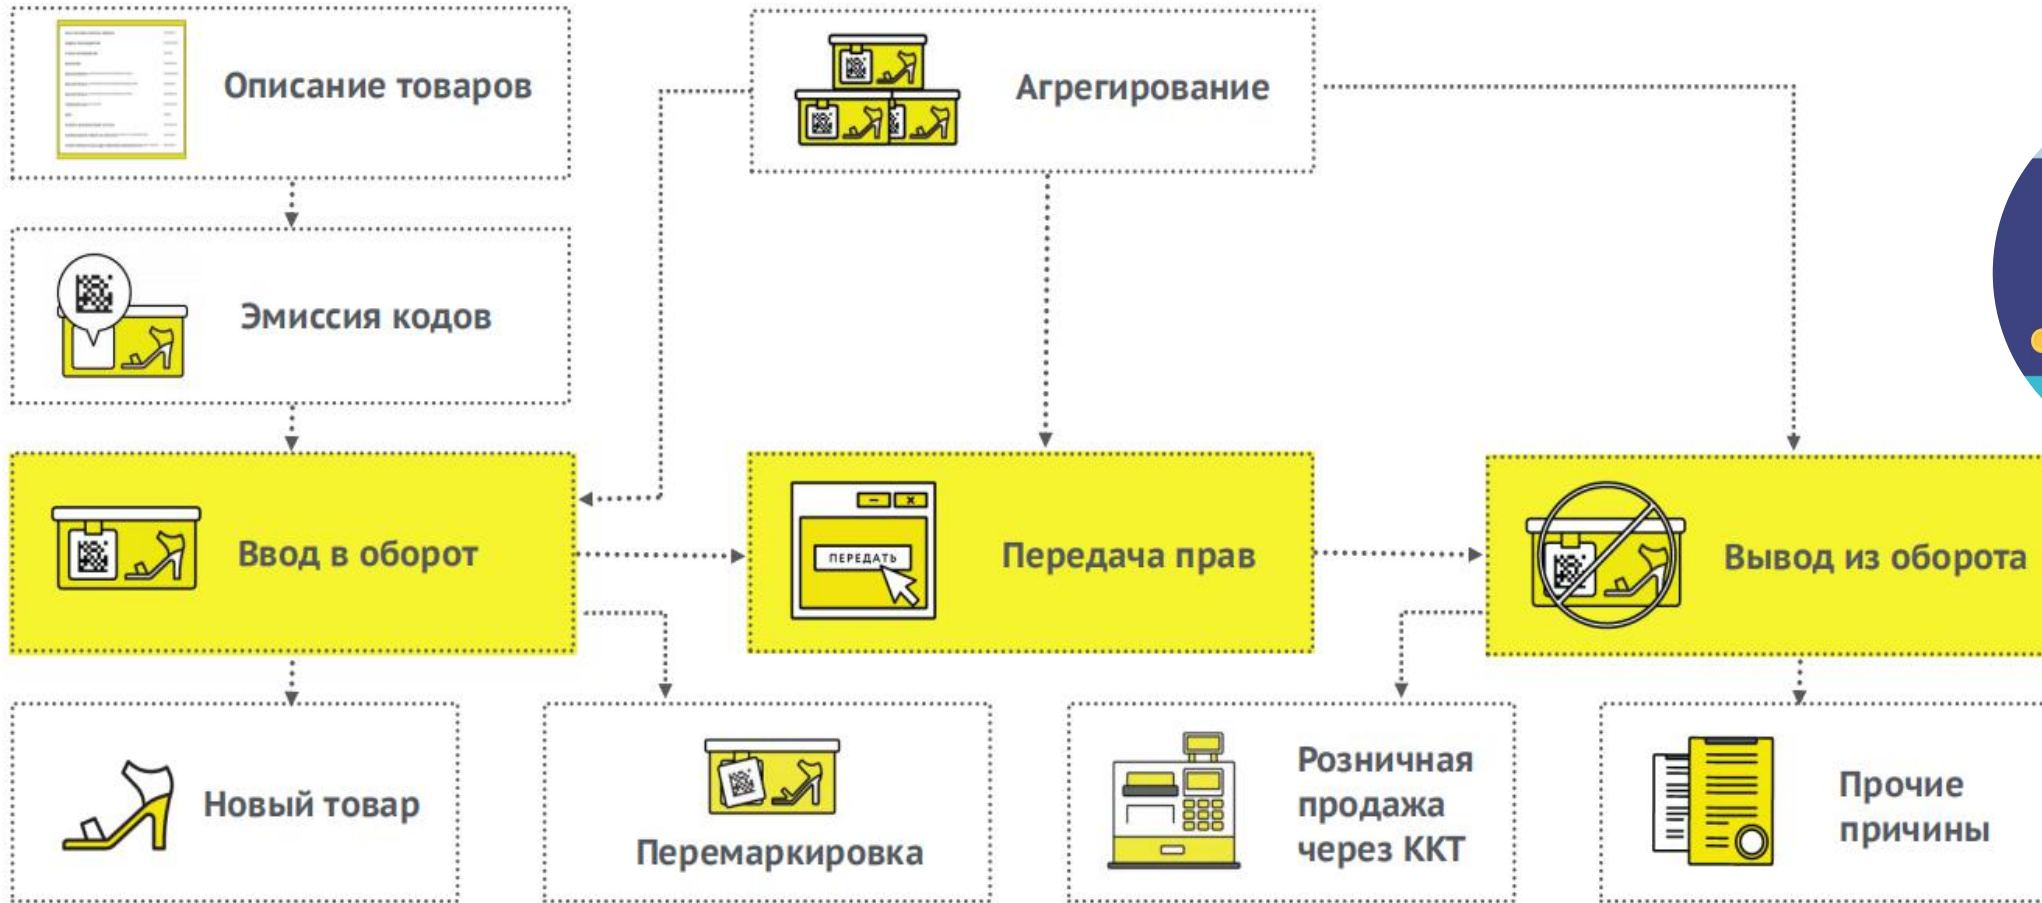 Описание товаров
Агрегирование
Эмиссия кодов
Ввод в оборот
ПЕРЕДАТЬ
Передача прав
Вывод из оборота
Новый товар
Перемаркировка
Розничная
продажа
через ККТ
Прочие
причины